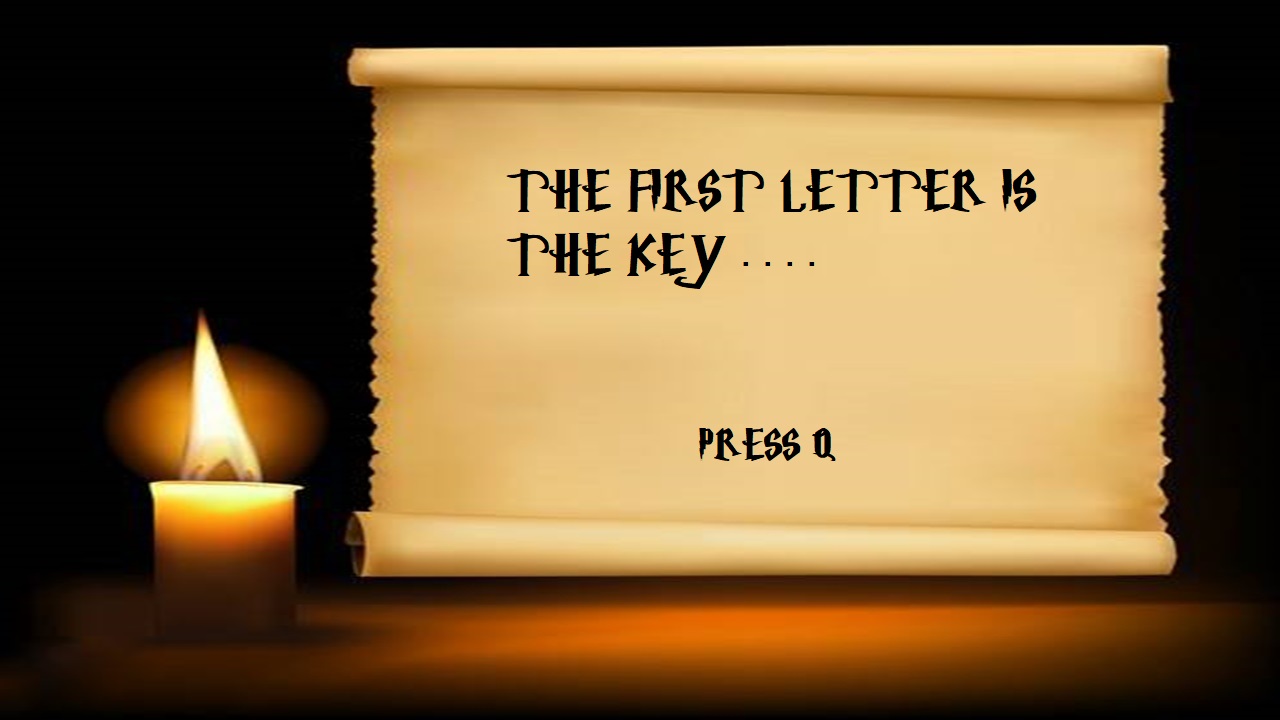 THE FIRST LETTER IS
THE KEY . . . .
PRESS Q